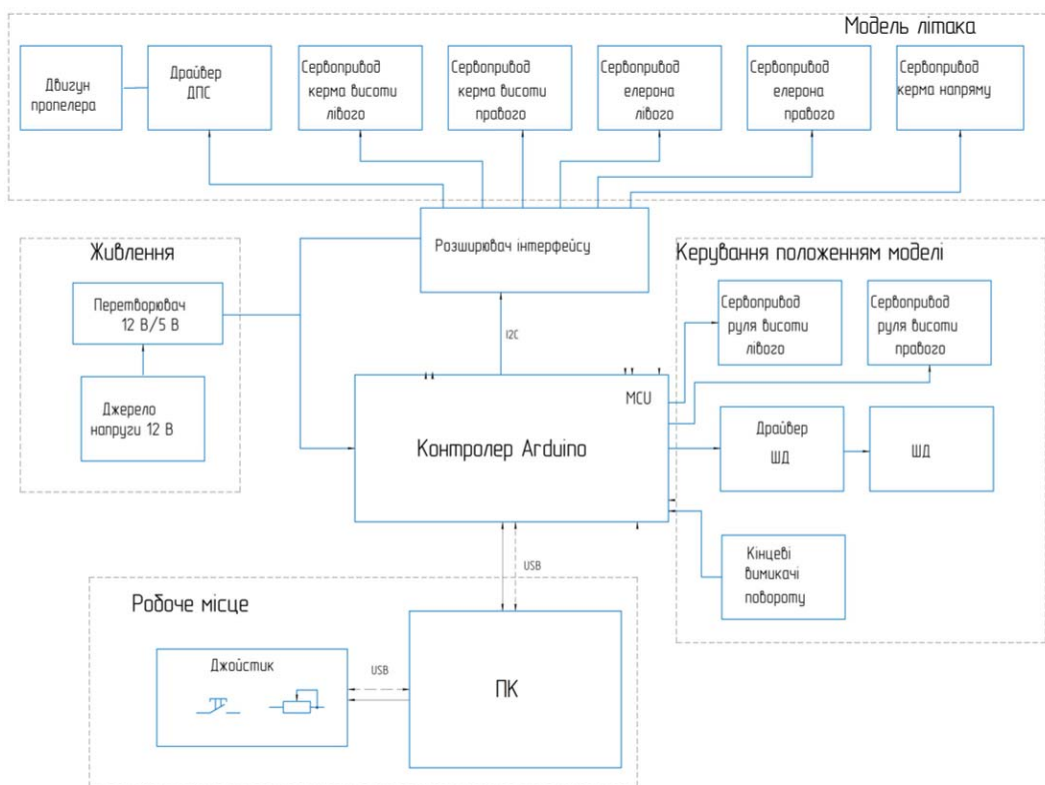 Модель літака
Двигун
пропелера
Драйвер
ДПС
Сервопривод
керма висоти
лівого
Сервопривод
керма висоти
правого
Сервопривод
елерона
лівого
Сервопривод
елерона
правого
Сервопривод
керма напряму
Розширювач інтерфейсу
Живлення
Перетворювач
12 В/5 В
Джерело
напруги 12 В
I2C
Керування положенням моделі
Сервопривод
руля висоти
лівого
Сервопривод
руля висоти
правого
MCU
Контролер Arduino
Драйвер
ШД
ШД
Кінцеві
вимикачі
повороту
USB
Робоче місце
Джойстик
USB
ПК